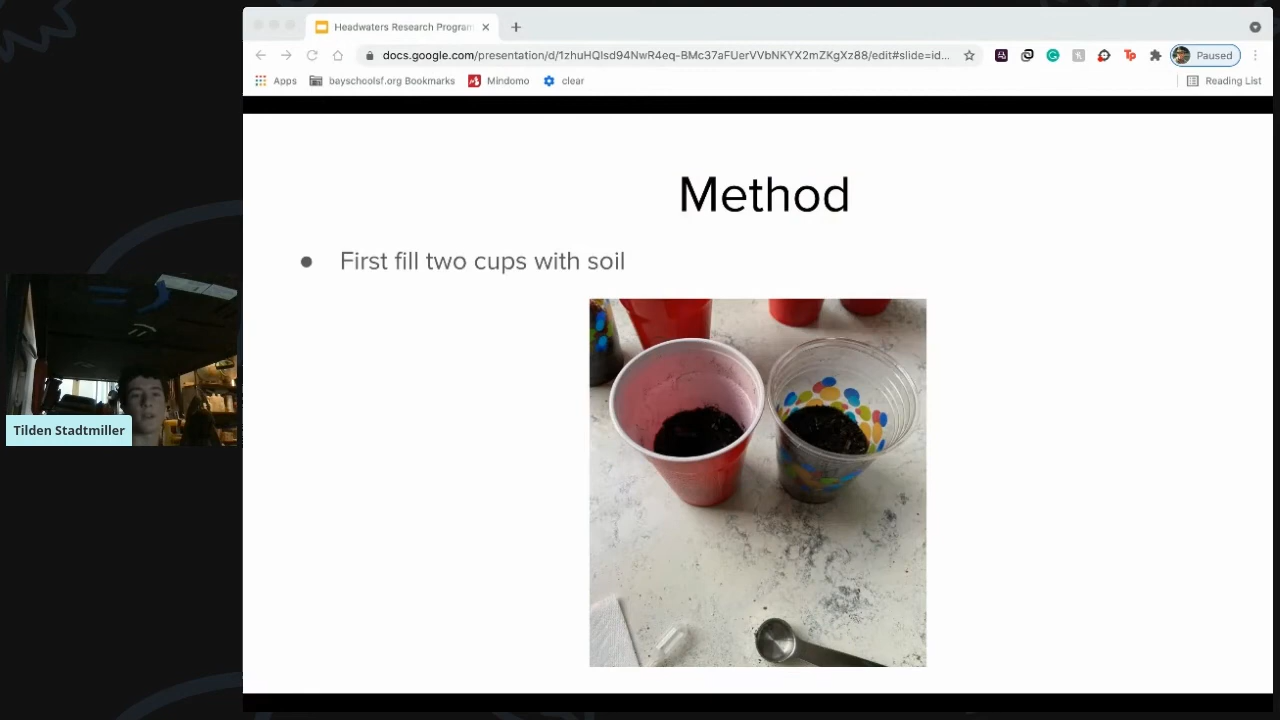 Headwaters Research Program
docs.google.com/presentation/d/1zhuHQlsd94NwR4eq-BMc37aFUerVVbNKYX2mZKgXz88/edit#slide=id...
Paused
Apps
bayschoolsf.org Bookmarks
Mindomo
clear
Reading List
Method
● First fill two cups with soil
Tilden Stadtmiller